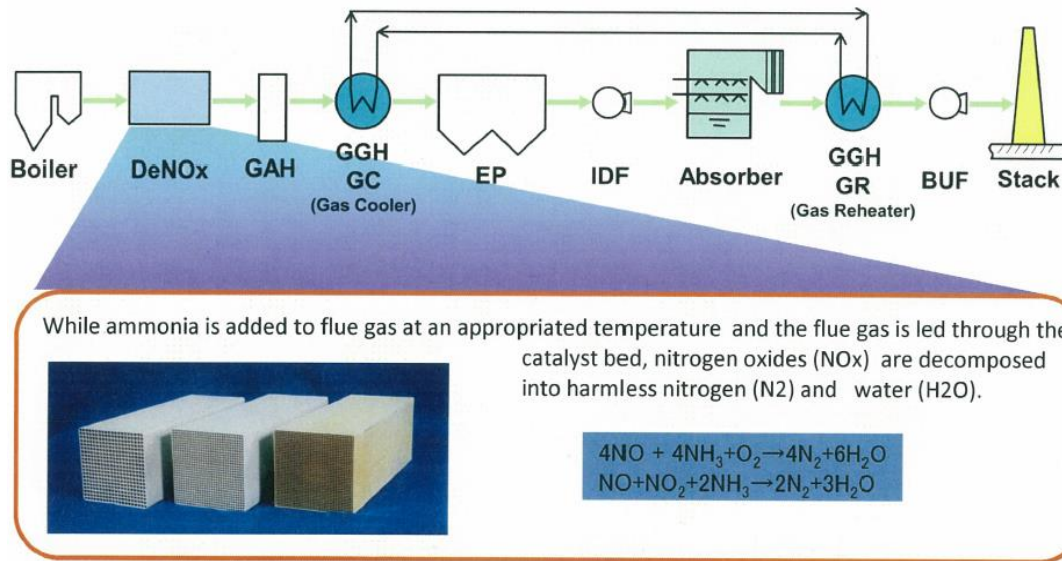 Boiler
DeNOx
GAH
GGH
GC
(Gas Cooler)
EP
IDF
Absorber
GGH
GR
(Gas Reheater)
BUF
Stack
While ammonia is added to flue gas at an appropriated temperature and the flue gas is led through the
catalyst bed, nitrogen oxides (NOx) are decomposed
into harmless nitrogen (N2) and water (H2O).
4NO + 4NH₃+O₂→4N₂+6H₂O
NO+NO₂+2NH₃→2N₂+3H₂O